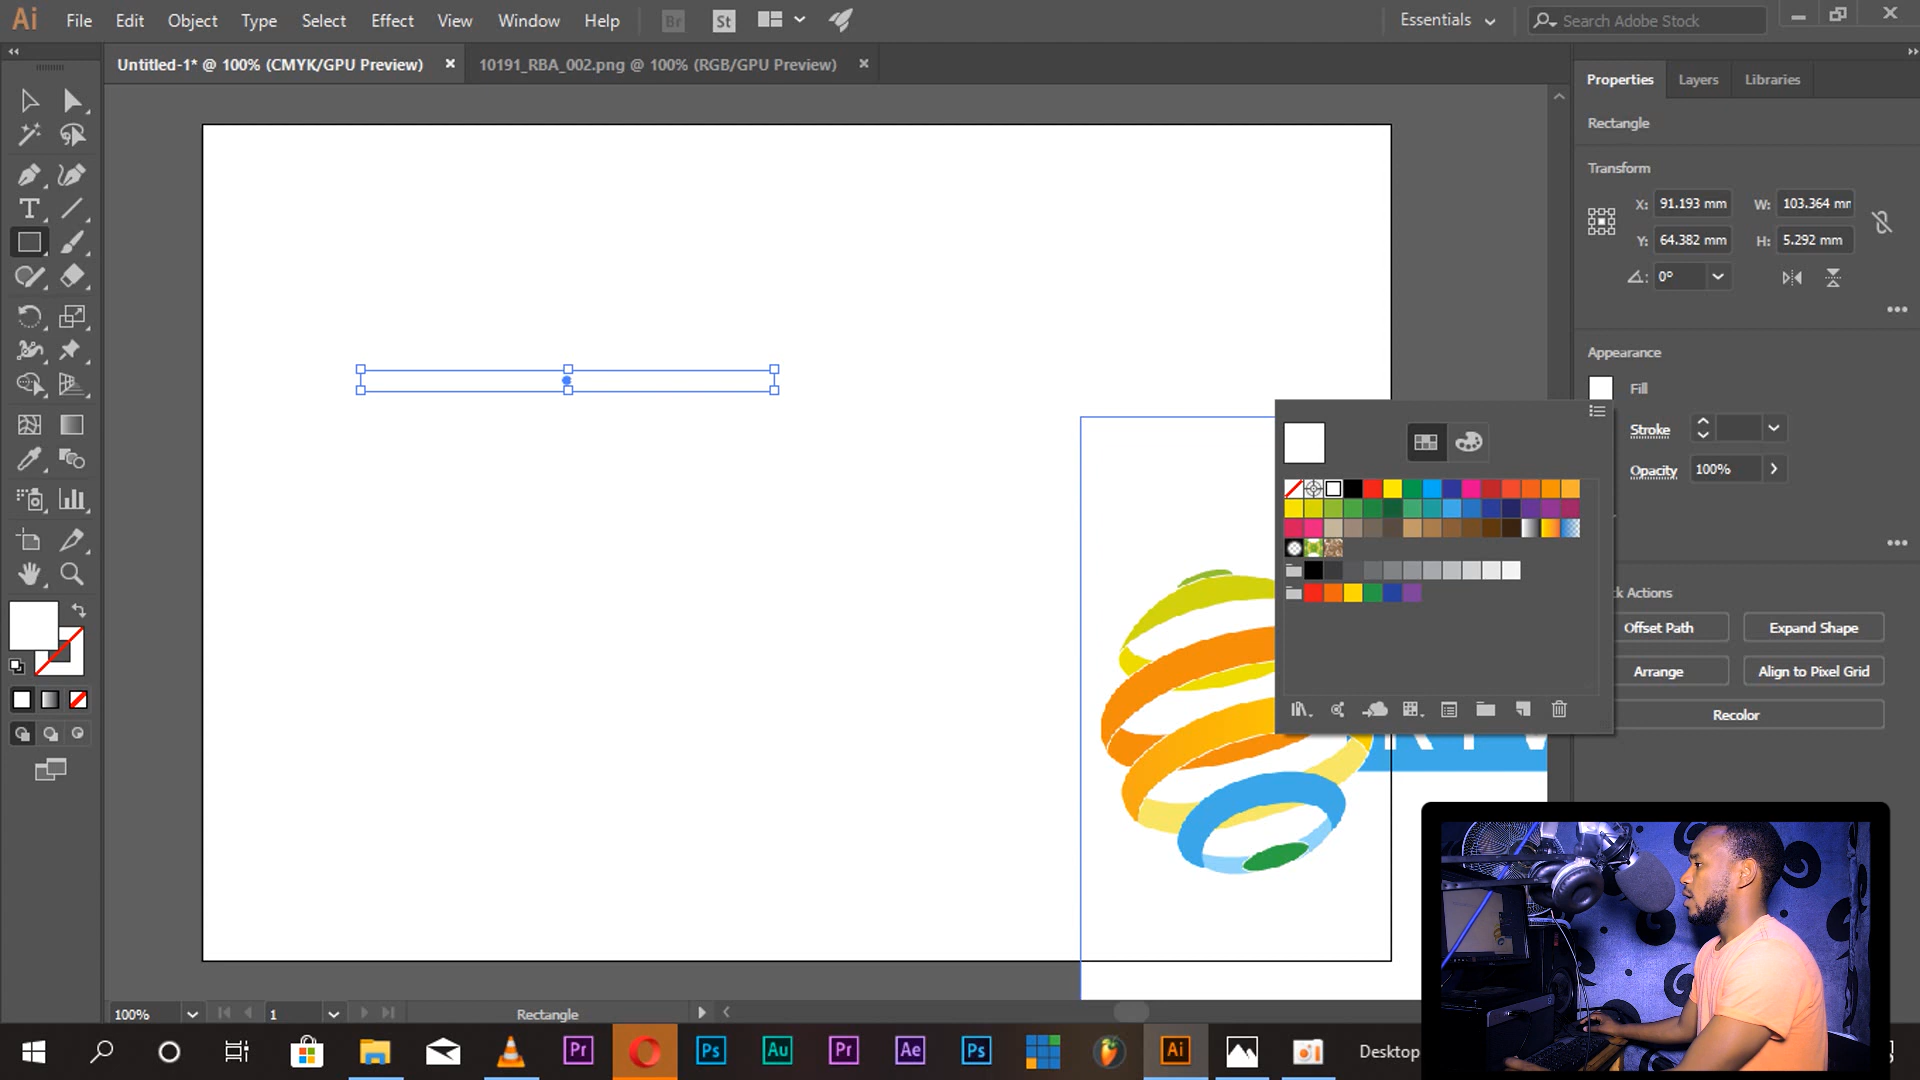 Ai File Edit Object Type Select Effect View Window Help Br St Essentials Search Adobe Stock
Untitled-1* @ 100% (CMYK/GPU Preview) × 10191_RBA_002.png @ 100% (RGB/GPU Preview) ×
Properties Layers Libraries
Rectangle
Transform
X: 91.193 mm W: 103.364 mm
Y: 64.382 mm H: 5.292 mm
0°
Appearance
Fill
Stroke
Opacity 100%
k Actions
Offset Path Expand Shape
Arrange Align to Pixel Grid
Recolor
100% 1 Rectangle
Pr Ps Au Pr Ae Ps Ai Desktop